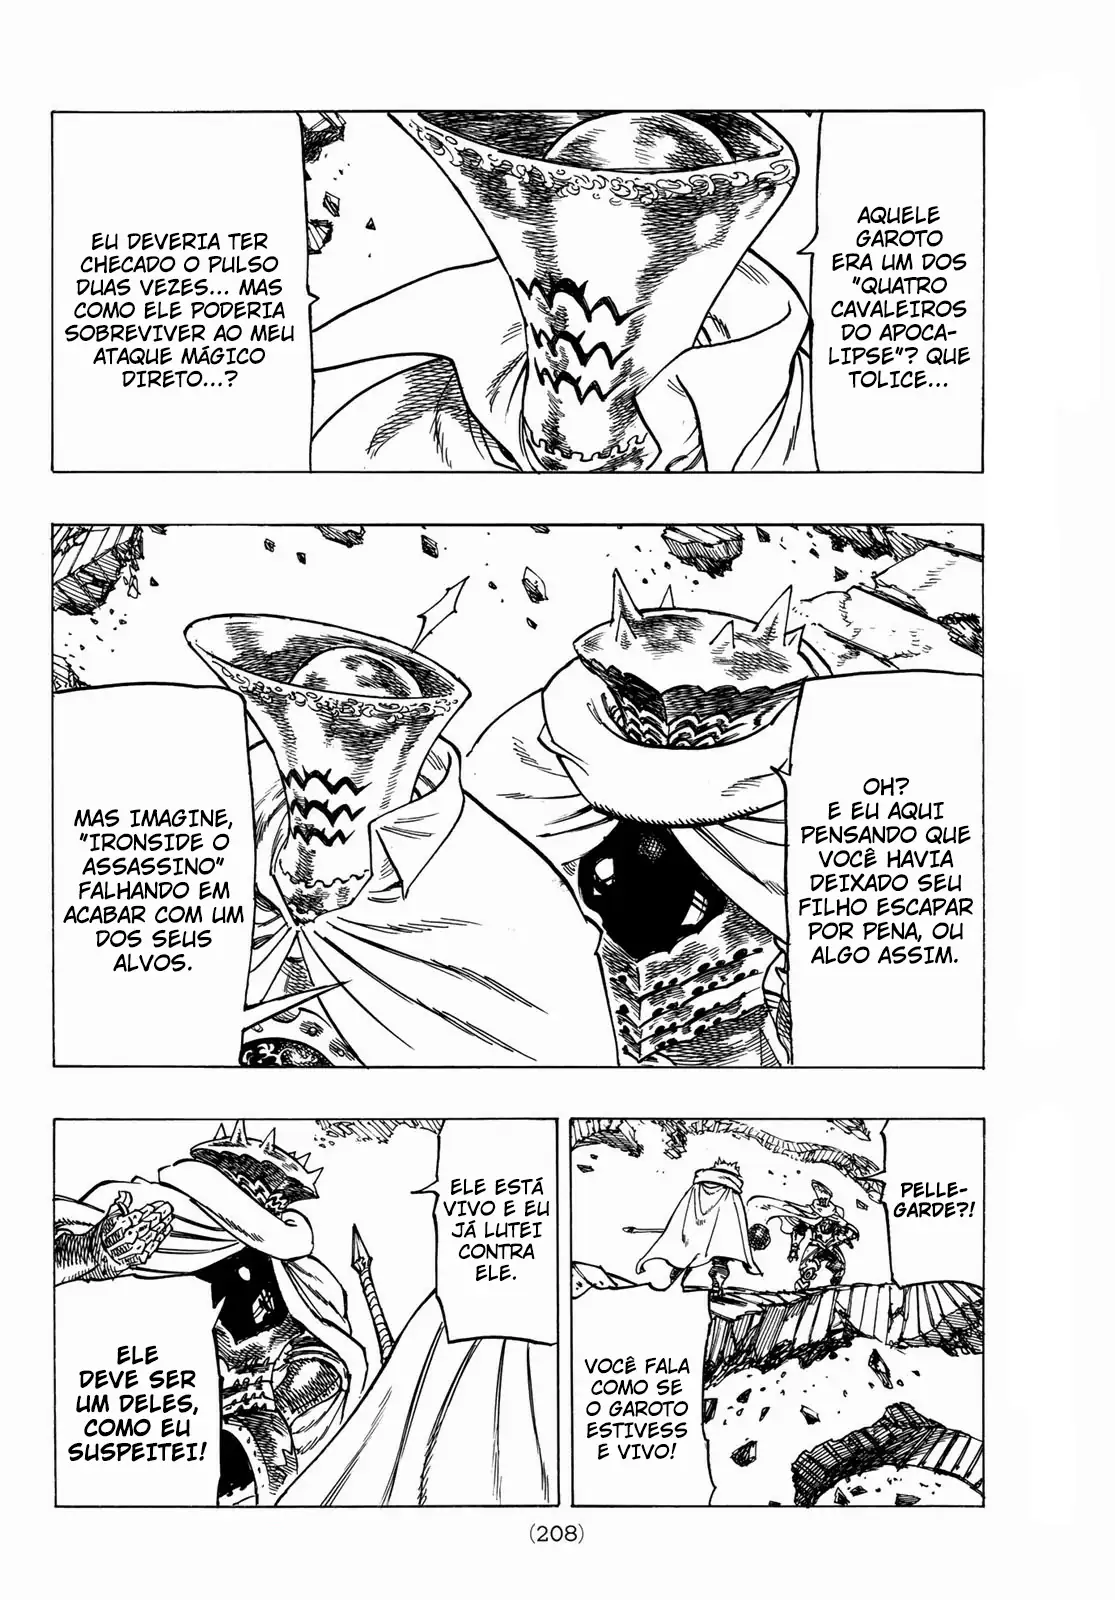 AQUELE
GAROTO
ERA UM DOS
"QUATRO
CAVALEIROS
DO APOCA-
LIPSE"? QUE
TOLICE...
EU DEVERIA TER
CHECADO O PULSO
DUAS VEZES... MAS
COMO ELE PODERIA
SOBREVIVER AO MEU
ATAQUE MÁGICO
DIRETO...?
OH?
E EU AQUI
PENSANDO QUE
VOCÊ HAVIA
DEIXADO SEU
FILHO ESCAPAR
POR PENA, OU
ALGO ASSIM.
MAS IMAGINE,
"IRONSIDE O
ASSASSINO"
FALHANDO EM
ACABAR COM UM
DOS SEUS
ALVOS.
PELLE-
GARDE?!
VOCÊ FALA
COMO SE
O GAROTO
ESTIVESS
E VIVO!
ELE ESTÁ
VIVO E EU
JÁ LUTEI
CONTRA
ELE.
ELE
DEVE SER
UM DELES,
COMO EU
SUSPEITEI!
(208)